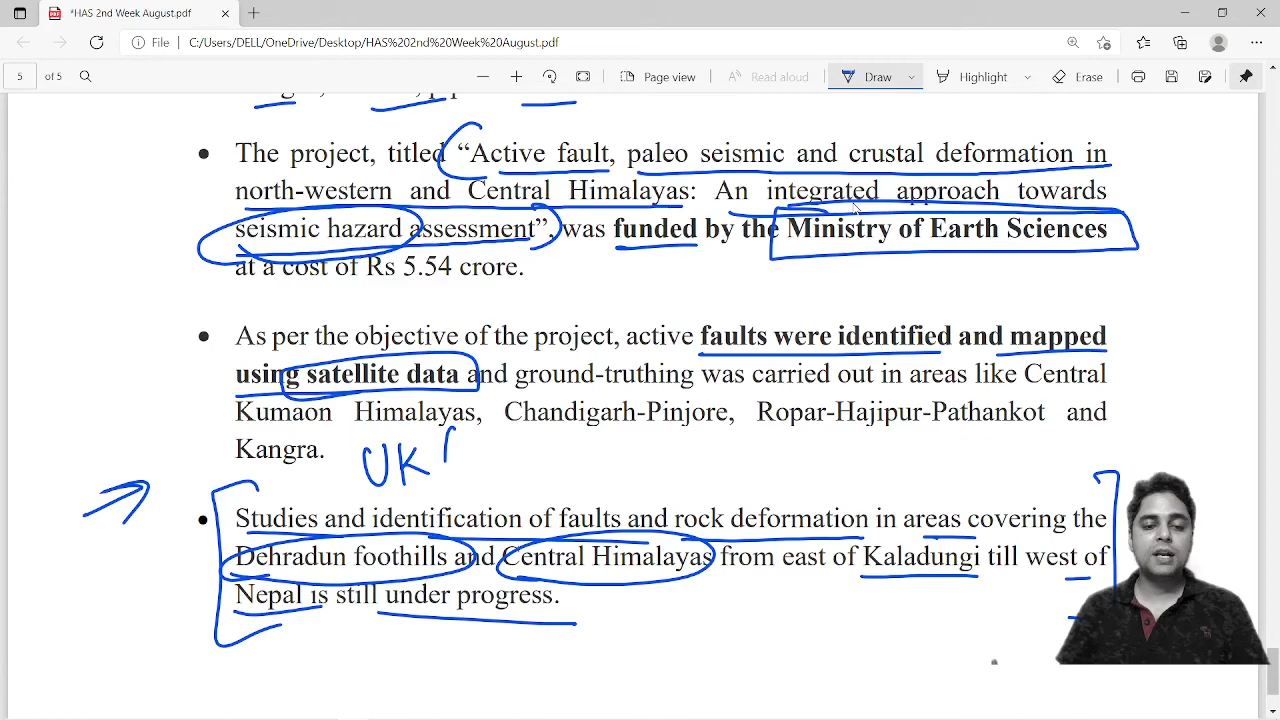 *HAS 2nd Week August.pdf
File C:/Users/DELL/OneDrive/Desktop/HAS%202nd%20Week%20August.pdf
5 of 5 Page view Read aloud Draw Highlight Erase
The project, titled “Active fault, paleo seismic and crustal deformation in
north-western and Central Himalayas: An integrated approach towards
seismic hazard assessment”, was funded by the Ministry of Earth Sciences
at a cost of Rs 5.54 crore.
As per the objective of the project, active faults were identified and mapped
using satellite data and ground-truthing was carried out in areas like Central
Kumaon Himalayas, Chandigarh-Pinjore, Ropar-Hajipur-Pathankot and
Kangra.
UK
Studies and identification of faults and rock deformation in areas covering the
Dehradun foothills and Central Himalayas from east of Kaladungi till west of
Nepal is still under progress.